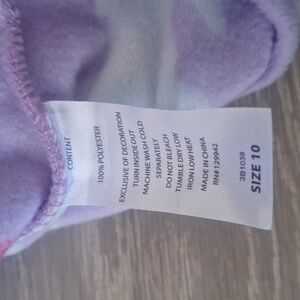 CONTENT
100% POLYESTER
EXCLUSIVE OF DECORATION
TURN INSIDE OUT
MACHINE WASH COLD
SEPARATELY
DO NOT BLEACH
TUMBLE DRY LOW
IRON LOW HEAT
MADE IN CHINA
RN#129942
3B1038
SIZE 10